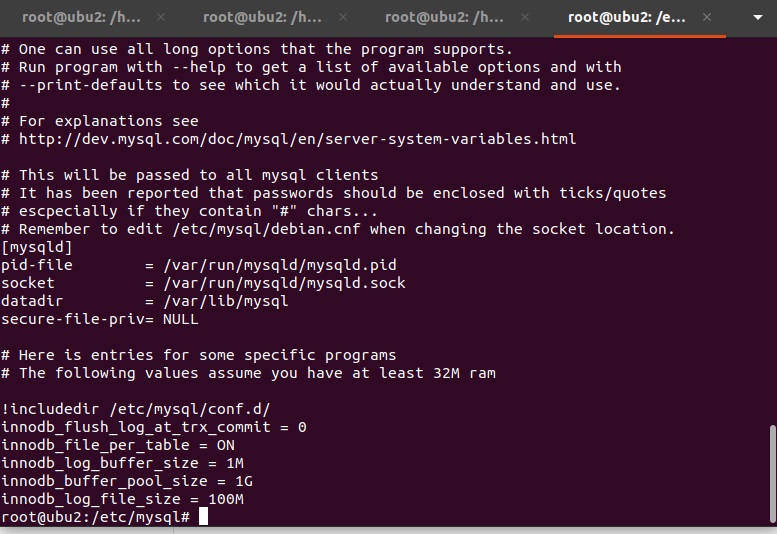 root@ubu2: /h...
root@ubu2: /h...
root@ubu2: /h...
root@ubu2: /e...
# One can use all long options that the program supports.
# Run program with --help to get a list of available options and with
# --print-defaults to see which it would actually understand and use.
#
# For explanations see
# http://dev.mysql.com/doc/mysql/en/server-system-variables.html
# This will be passed to all mysql clients
# It has been reported that passwords should be enclosed with ticks/quotes
# escpecially if they contain "#" chars...
# Remember to edit /etc/mysql/debian.cnf when changing the socket location.
[mysqld]
pid-file        = /var/run/mysqld/mysqld.pid
socket          = /var/run/mysqld/mysqld.sock
datadir         = /var/lib/mysql
secure-file-priv= NULL
# Here is entries for some specific programs
# The following values assume you have at least 32M ram
!includedir /etc/mysql/conf.d/
innodb_flush_log_at_trx_commit = 0
innodb_file_per_table = ON
innodb_log_buffer_size = 1M
innodb_buffer_pool_size = 1G
innodb_log_file_size = 100M
root@ubu2:/etc/mysql#